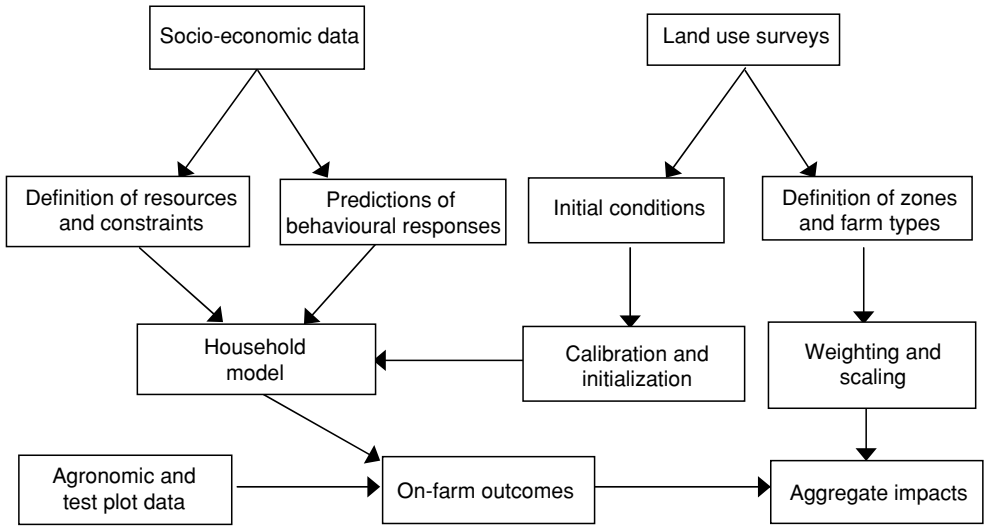 Socio-economic data
Land use surveys
Definition of resources
and constraints
Predictions of
behavioural responses
Initial conditions
Definition of zones
and farm types
Household
model
Calibration and
initialization
Weighting and
scaling
Agronomic and
test plot data
On-farm outcomes
Aggregate impacts